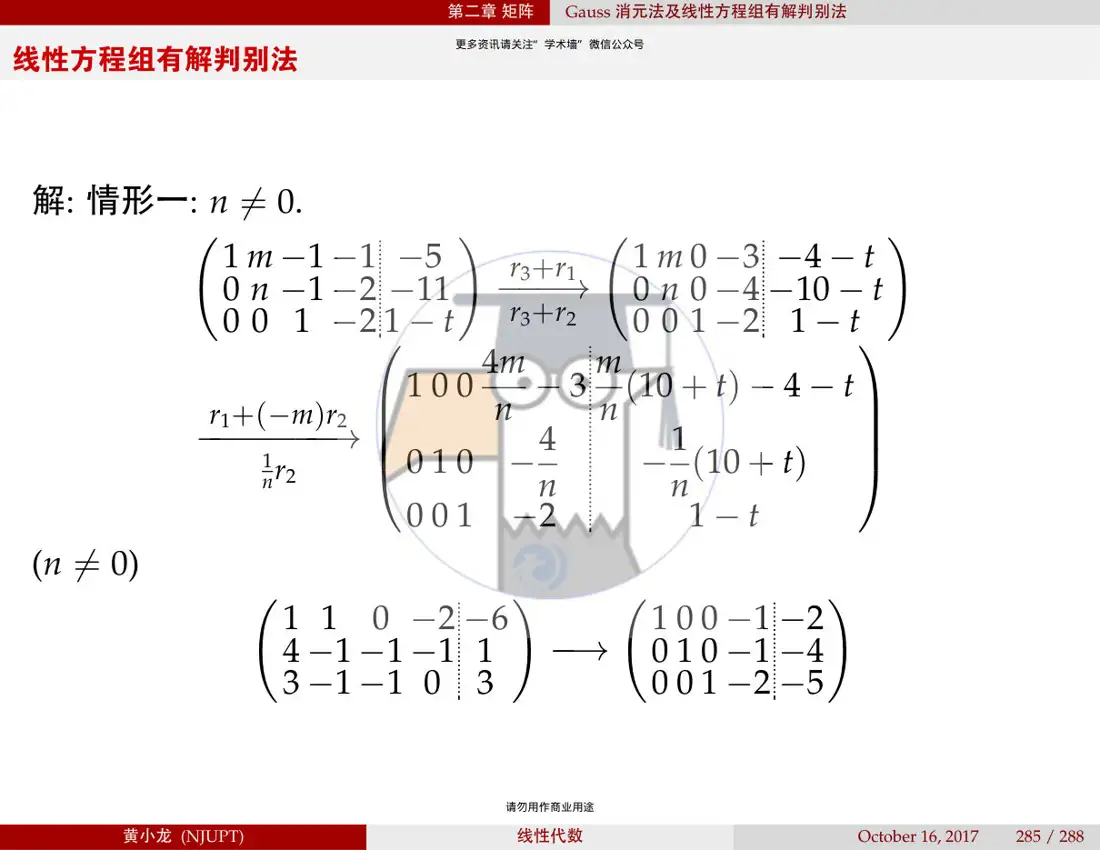 第二章 矩阵 Gauss 消元法及线性方程组有解判别法
更多资讯请关注“学术墙”微信公众号
线性方程组有解判别法
解: 情形一: n ≠ 0.
1 m −1 −1 −5 r₃+r₁ 1 m 0 −3 −4 − t
0 n −1 −2 −11 → 0 n 0 −4 −10 − t
0 0 1 −2 1 − t r₃+r₂ 0 0 1 −2 1 − t
r₁+(−m)r₂ 1 0 0 4m/n − 3 m/n(10 + t) − 4 − t
→ 0 1 0 −4/n −1/n(10 + t)
1/n r₂ 0 0 1 −2 1 − t
(n ≠ 0)
1 1 0 −2 −6 1 0 0 −1 −2
4 −1 −1 −1 1 → 0 1 0 −1 −4
3 −1 −1 0 3 0 0 1 −2 −5
请勿用作商业用途
黄小龙 (NJUPT) 线性代数 October 16, 2017 285 / 288